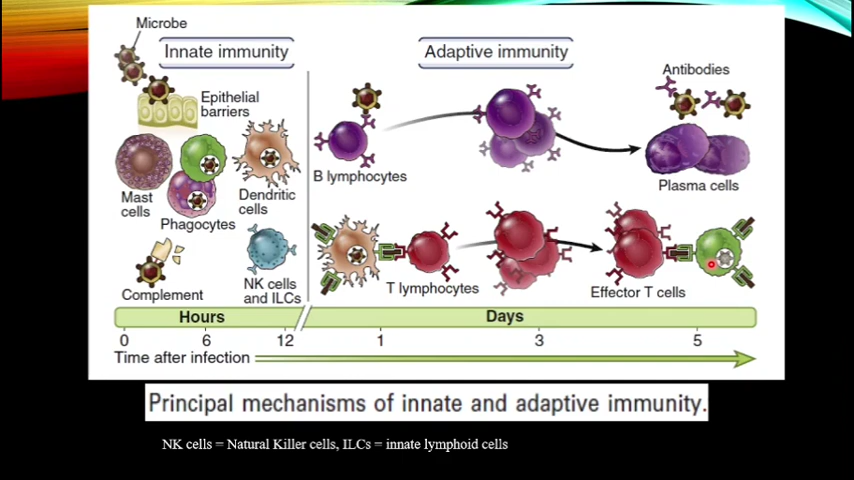 Microbe
Innate immunity
Adaptive immunity
Antibodies
Epithelial
barriers
B lymphocytes
Plasma cells
Mast
cells
Phagocytes
Dendritic
cells
Complement
NK cells
and ILCs
T lymphocytes
Effector T cells
Hours
Days
0
6
12
1
3
5
Time after infection
Principal mechanisms of innate and adaptive immunity.
NK cells = Natural Killer cells, ILCs = innate lymphoid cells